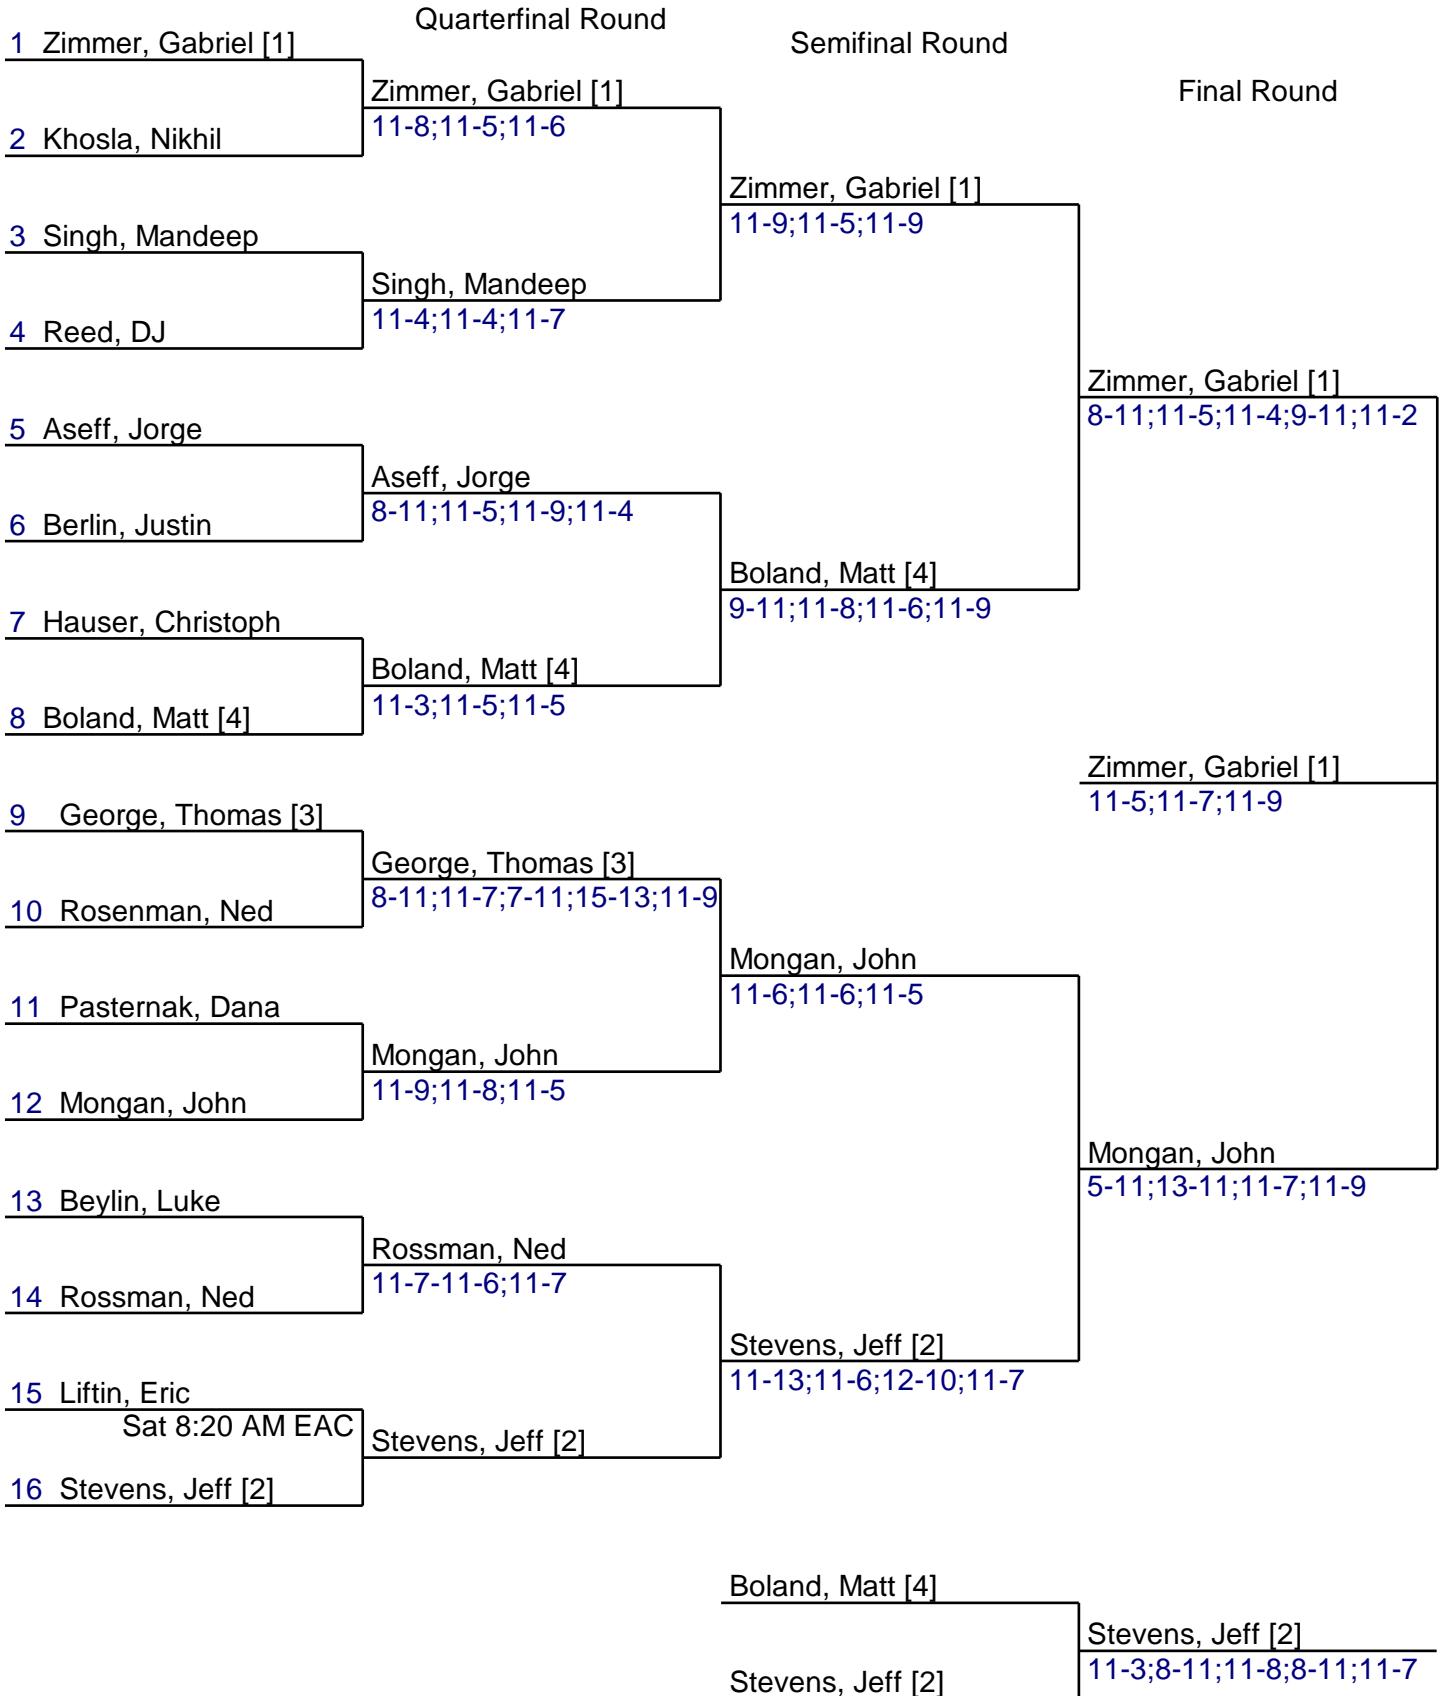 Quarterfinal Round
Semifinal Round
Final Round
1 Zimmer, Gabriel [1]
Zimmer, Gabriel [1]
11-8;11-5;11-6
2 Khosla, Nikhil
Zimmer, Gabriel [1]
11-9;11-5;11-9
3 Singh, Mandeep
Singh, Mandeep
11-4;11-4;11-7
4 Reed, DJ
Zimmer, Gabriel [1]
8-11;11-5;11-4;9-11;11-2
5 Aseff, Jorge
Aseff, Jorge
8-11;11-5;11-9;11-4
6 Berlin, Justin
Boland, Matt [4]
9-11;11-8;11-6;11-9
7 Hauser, Christoph
Boland, Matt [4]
11-3;11-5;11-5
8 Boland, Matt [4]
Zimmer, Gabriel [1]
11-5;11-7;11-9
9 George, Thomas [3]
George, Thomas [3]
8-11;11-7;7-11;15-13;11-9
10 Rosenman, Ned
Mongan, John
11-6;11-6;11-5
11 Pasternak, Dana
Mongan, John
11-9;11-8;11-5
12 Mongan, John
Mongan, John
5-11;13-11;11-7;11-9
13 Beylin, Luke
Rossman, Ned
11-7-11-6;11-7
14 Rossman, Ned
Stevens, Jeff [2]
11-13;11-6;12-10;11-7
15 Liftin, Eric
Sat 8:20 AM EAC
Stevens, Jeff [2]
16 Stevens, Jeff [2]
Boland, Matt [4]
Stevens, Jeff [2]
11-3;8-11;11-8;8-11;11-7
Stevens, Jeff [2]